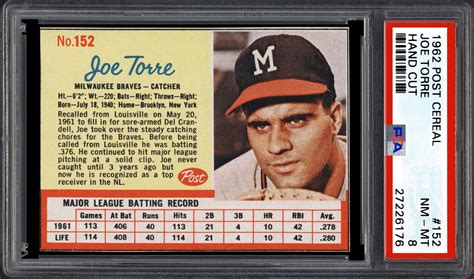 No.152
Joe Torre
MILWAUKEE BRAVES — CATCHER
Ht.—6'2"; Wt.—220; Bats—Right; Throws—Right;
Born—July 18, 1940; Home—Brooklyn, New York
Recalled from Louisville on May 20,
1961 to fill in for sore-armed Del Cran-
dell, Joe took over the steady catching
chores for the Braves. Before being
called from Louisville he was batting
.376. He continued to hit major league
pitching at a solid clip. Joe never
caught until 3 years ago but
now he is recognized as a top
receiver in the NL.
Post
M
MAJOR LEAGUE BATTING RECORD
Games At Bat Runs Hits 2B 3B HR RBI Avg.
1961 113 406 40 113 21 4 10 42 .278
LIFE 114 408 40 114 21 4 10 42 .280
1962 POST CEREAL
JOE TORRE
HAND CUT
PSA
#152
NM - MT 8
27226176